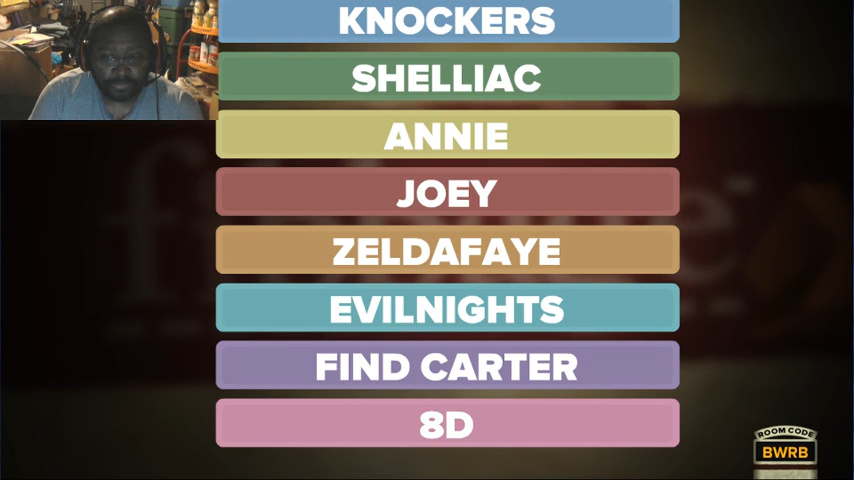 KNOCKERS
SHELLIAC
ANNIE
JOEY
ZELDAFAYE
EVILNIGHTS
FIND CARTER
8D
ROOM CODE
BWRB